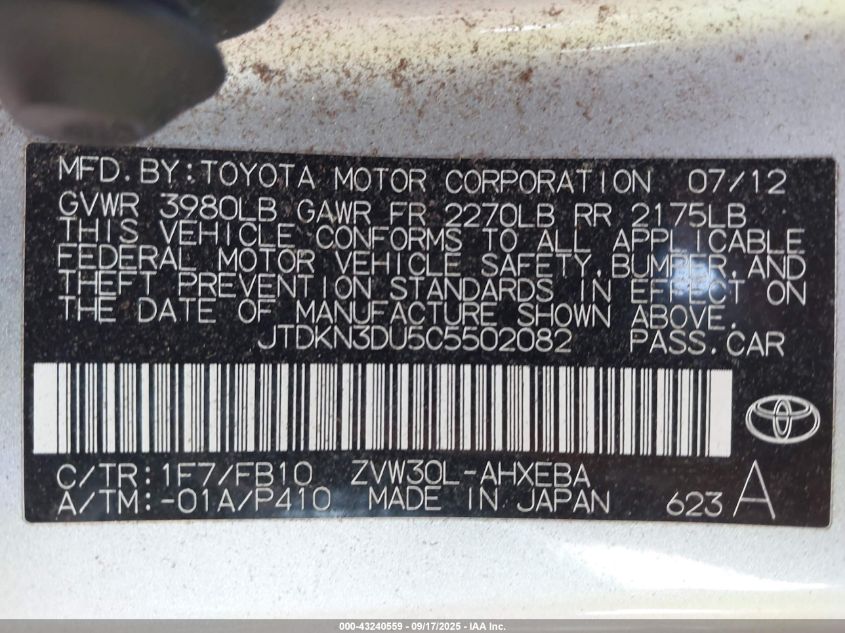 MFD. BY: TOYOTA MOTOR CORPORATION 07/12
GVWR 3980LB GAWR FR 2270LB RR 2175LB
THIS VEHICLE CONFORMS TO ALL APPLICABLE
FEDERAL MOTOR VEHICLE SAFETY, BUMPER, AND
THEFT PREVENTION STANDARDS IN EFFECT ON
THE DATE OF MANUFACTURE SHOWN ABOVE.
JTDKN3DU5C5502082 PASS. CAR
C/TR: 1F7/FB10 ZVW30L-AHXEBA
A/TM: -01A/P410 MADE IN JAPAN 623 A
000-43240559 - 09/17/2025 - IAA Inc.